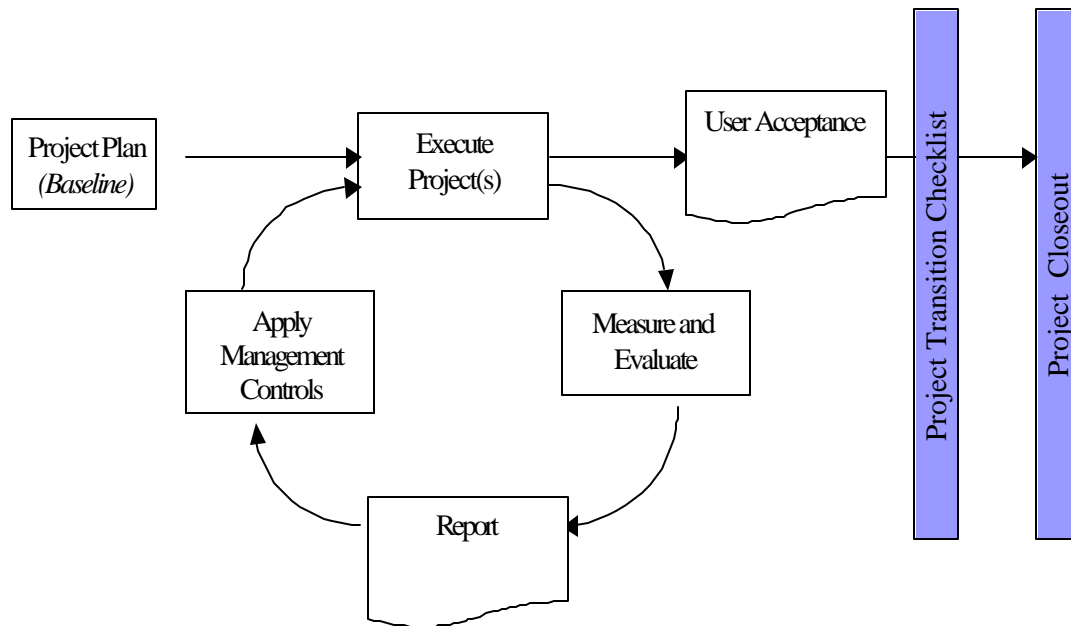 Project Plan
(Baseline)
Execute
Project(s)
User Acceptance
Project Transition Checklist
Project Closeout
Apply
Management
Controls
Measure and
Evaluate
Report